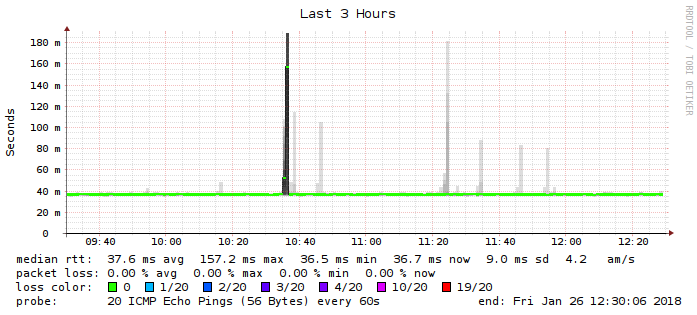 Last 3 Hours
RRDTOOL / TOBI OETIKER
Seconds
180 m
160 m
140 m
120 m
100 m
80 m
60 m
40 m
20 m
0
09:40 10:00 10:20 10:40 11:00 11:20 11:40 12:00 12:20
median rtt: 37.6 ms avg 157.2 ms max 36.5 ms min 36.7 ms now 9.0 ms sd 4.2 am/s
packet loss: 0.00 % avg 0.00 % max 0.00 % min 0.00 % now
loss color: 0 1/20 2/20 3/20 4/20 10/20 19/20
probe: 20 ICMP Echo Pings (56 Bytes) every 60s end: Fri Jan 26 12:30:06 2018